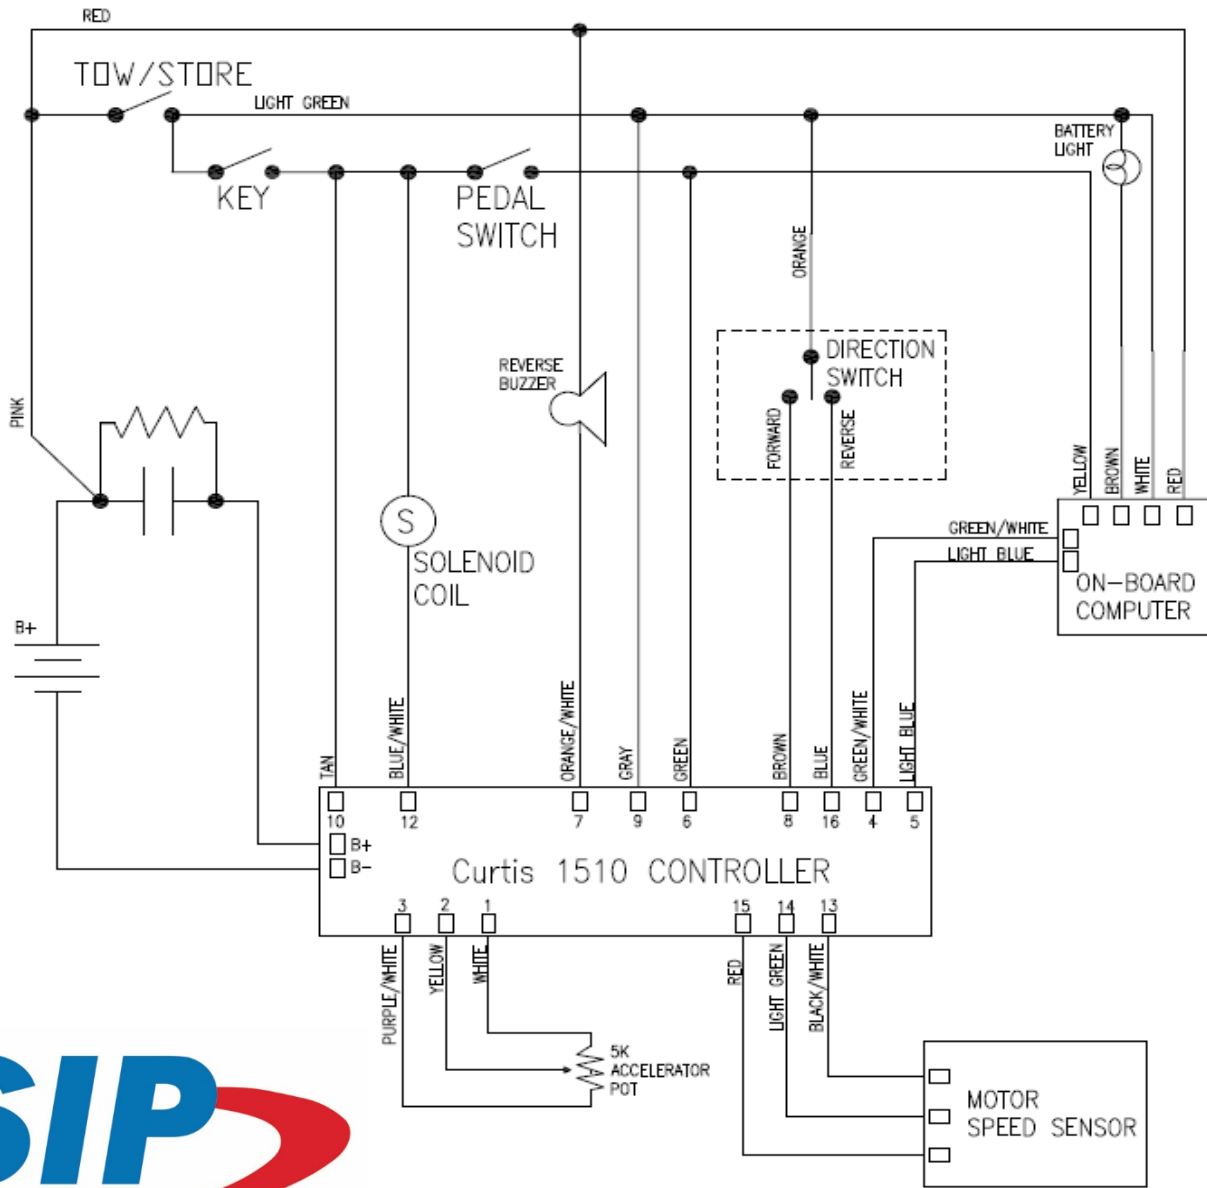 RED
TOW/STORE
LIGHT GREEN
BATTERY
LIGHT
KEY
PEDAL
SWITCH
ORANGE
DIRECTION
SWITCH
REVERSE
BUZZER
PINK
FORWARD
REVERSE
YELLOW
BROWN
WHITE
RED
S
SOLENOID
COIL
GREEN/WHITE
LIGHT BLUE
ON-BOARD
COMPUTER
B+
TAN
BLUE/WHITE
ORANGE/WHITE
GRAY
GREEN
BROWN
BLUE
GREEN/WHITE
LIGHT BLUE
10
12
7
9
6
8
16
4
5
B+
B-
Curtis 1510 CONTROLLER
3
2
1
15
14
13
PURPLE/WHITE
YELLOW
WHITE
RED
LIGHT GREEN
BLACK/WHITE
5K
ACCELERATOR
POT
MOTOR
SPEED SENSOR
SIP